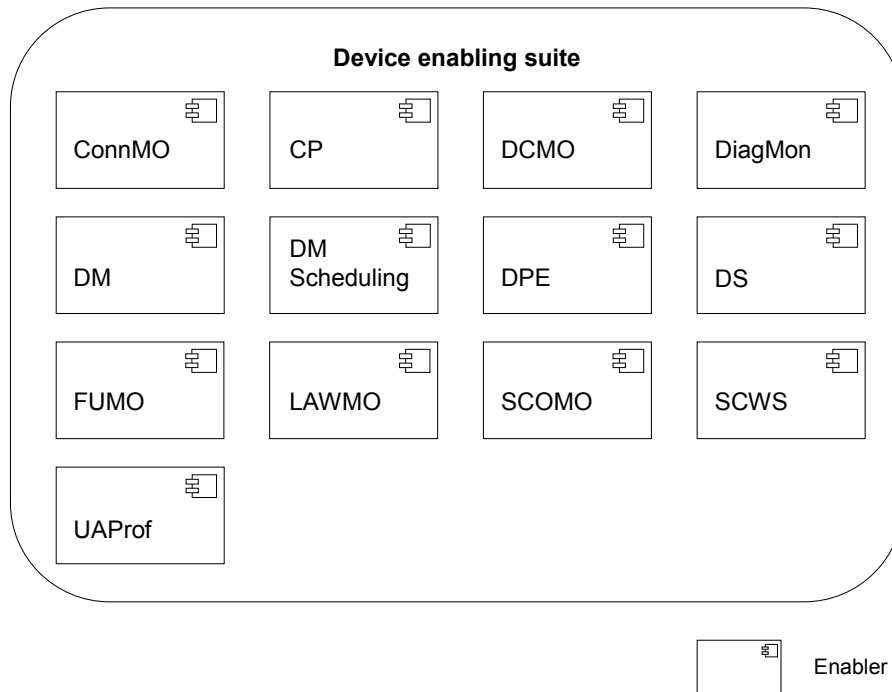 Device enabling suite
ConnMO
CP
DCMO
DiagMon
DM
DM
Scheduling
DPE
DS
FUMO
LAWMO
SCOMO
SCWS
UAProf
Enabler